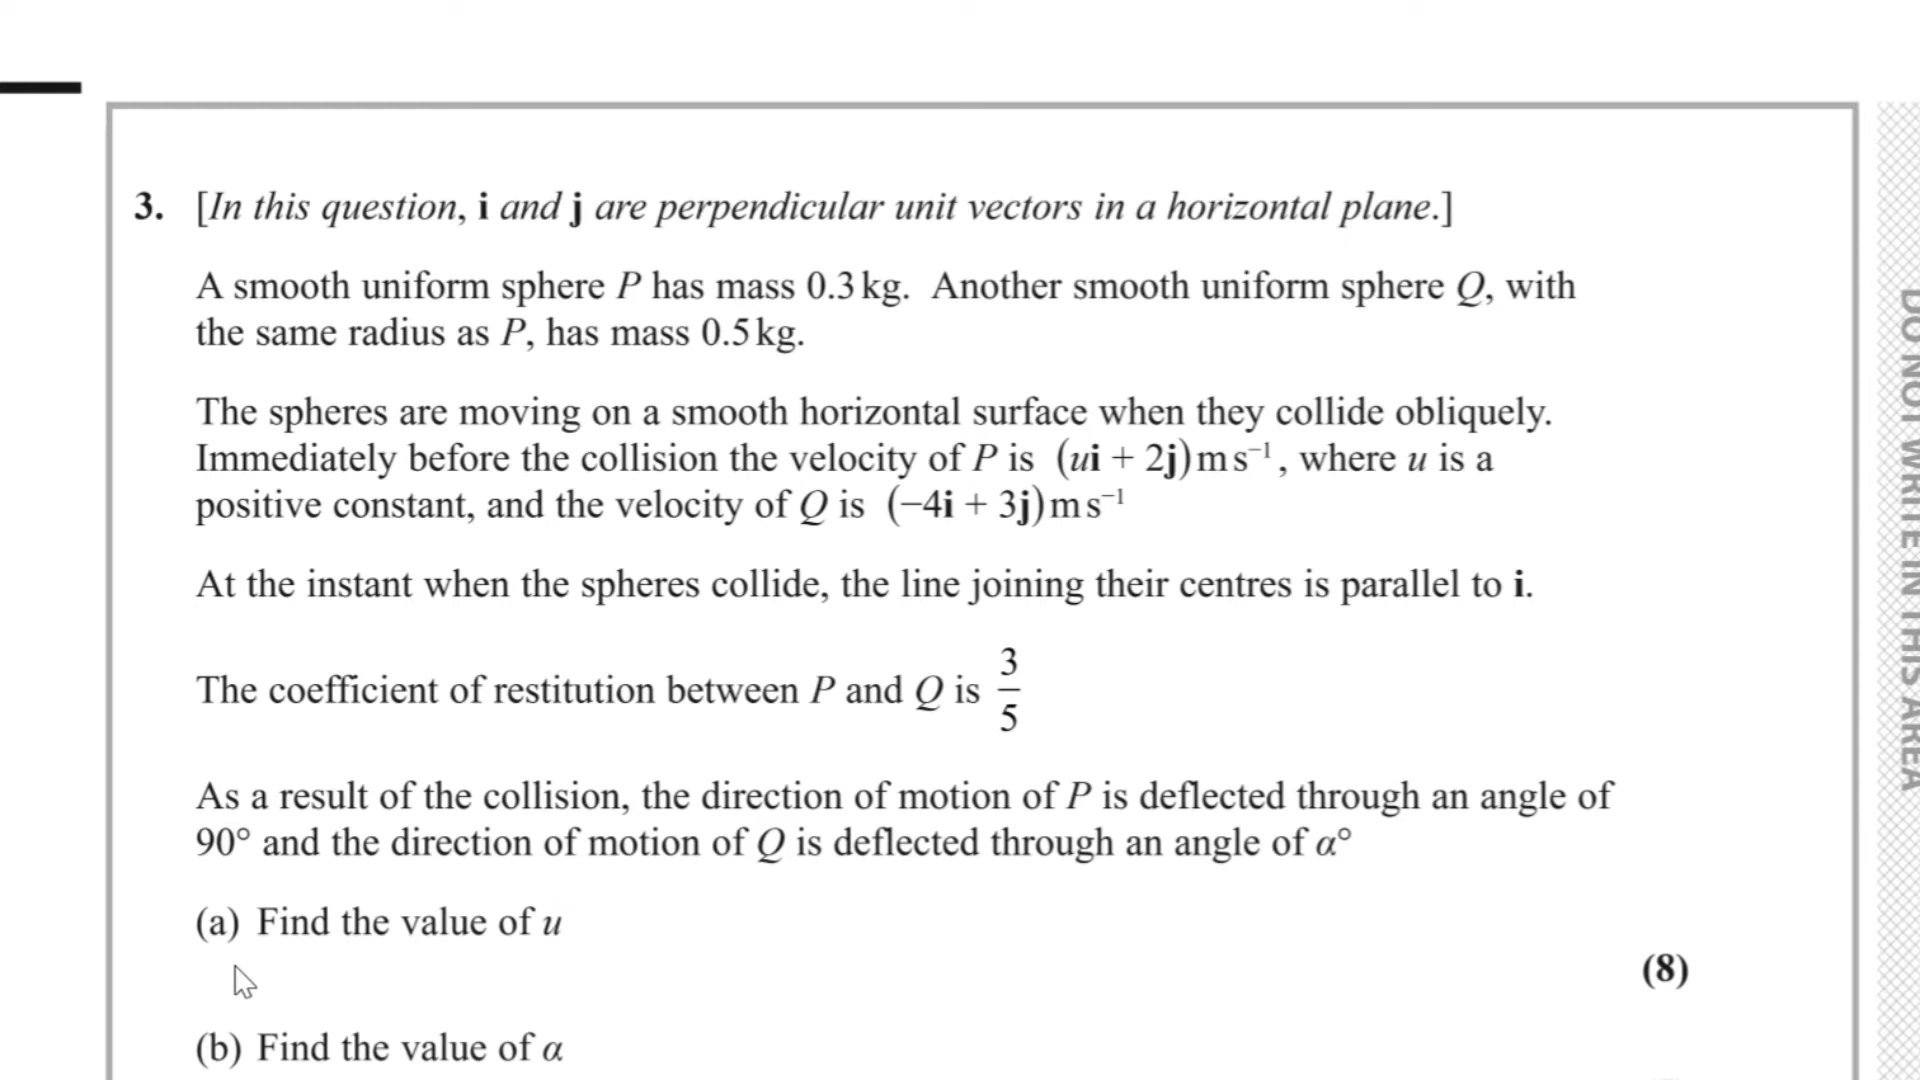 3. [In this question, i and j are perpendicular unit vectors in a horizontal plane.]
A smooth uniform sphere P has mass 0.3 kg. Another smooth uniform sphere Q, with
the same radius as P, has mass 0.5 kg.
The spheres are moving on a smooth horizontal surface when they collide obliquely.
Immediately before the collision the velocity of P is (ui + 2j) m s⁻¹, where u is a
positive constant, and the velocity of Q is (−4i + 3j) m s⁻¹
At the instant when the spheres collide, the line joining their centres is parallel to i.
The coefficient of restitution between P and Q is 3/5
As a result of the collision, the direction of motion of P is deflected through an angle of
90° and the direction of motion of Q is deflected through an angle of α°
(a) Find the value of u
(8)
(b) Find the value of α
DO NOT WRITE IN THIS AREA